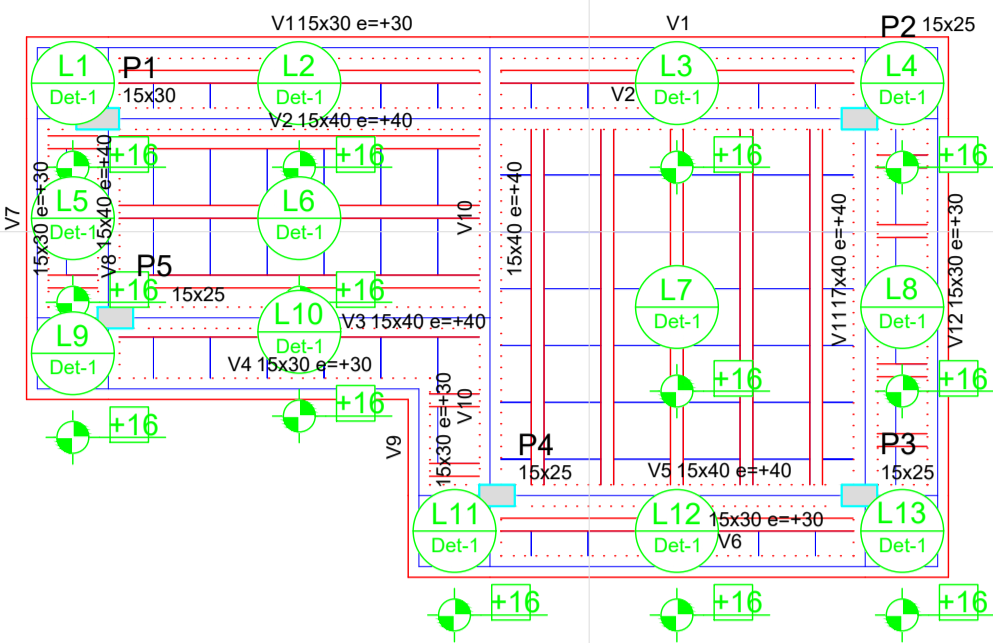 V1 15x30 e=+30
V1
P2 15x25
L1
Det-1
P1
15x30
L2
Det-1
L3
Det-1
L4
Det-1
V2
V2 15x40 e=+40
+16
+16
+16
+16
V7
15x30 e=+30
V8 15x40 e=+40
L5
Det-1
L6
Det-1
V10
15x40 e=+40
V11 17x40 e=+40
V12 15x30 e=+30
P5
15x25
+16
+16
L7
Det-1
L8
Det-1
L9
Det-1
L10
Det-1
V3 15x40 e=+40
V4 15x30 e=+30
+16
+16
+16
+16
V9
15x30 e=+30
V10
P4
15x25
V5 15x40 e=+40
P3
15x25
L11
Det-1
L12
Det-1
15x30 e=+30
V6
L13
Det-1
+16
+16
+16